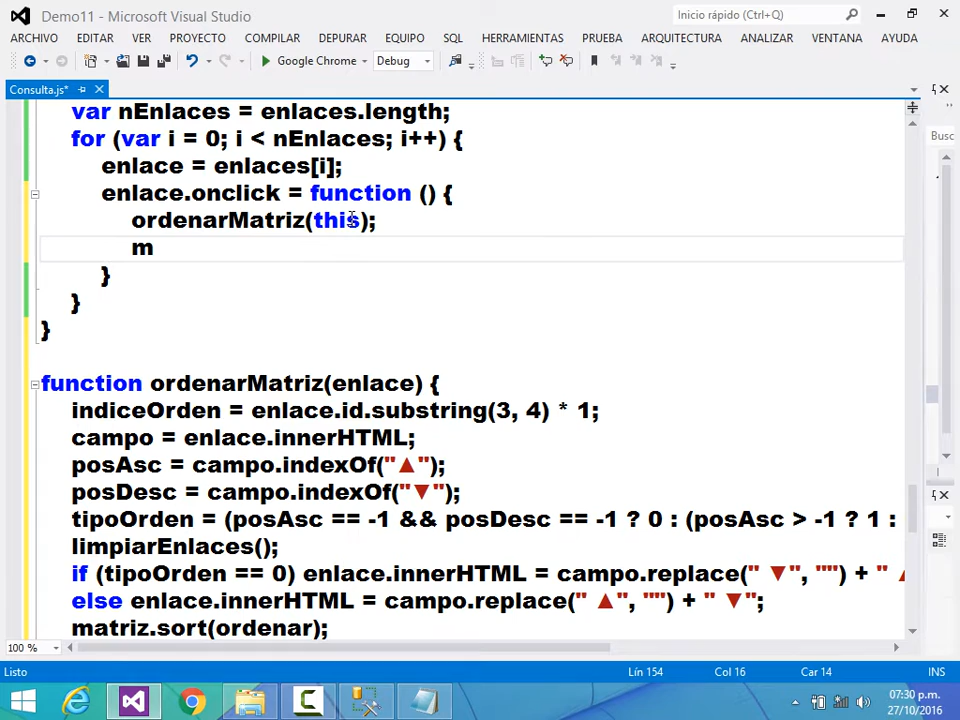 Demo11 - Microsoft Visual Studio
Inicio rápido (Ctrl+Q)
ARCHIVO EDITAR VER PROYECTO COMPILAR DEPURAR EQUIPO SQL HERRAMIENTAS PRUEBA ARQUITECTURA ANALIZAR VENTANA AYUDA
Google Chrome Debug
Consulta.js*
Busc
var nEnlaces = enlaces.length;
for (var i = 0; i < nEnlaces; i++) {
enlace = enlaces[i];
enlace.onclick = function () {
ordenarMatriz(this);
m
}
}
}
function ordenarMatriz(enlace) {
indiceOrden = enlace.id.substring(3, 4) * 1;
campo = enlace.innerHTML;
posAsc = campo.indexOf("▲");
posDesc = campo.indexOf("▼");
tipoOrden = (posAsc == -1 && posDesc == -1 ? 0 : (posAsc > -1 ? 1 :
limpiarEnlaces();
if (tipoOrden == 0) enlace.innerHTML = campo.replace(" ▼", "") + " ▲
else enlace.innerHTML = campo.replace(" ▲", "") + " ▼";
matriz.sort(ordenar);
100 %
Listo Lín 154 Col 16 Car 14 INS
07:30 p.m.
27/10/2016